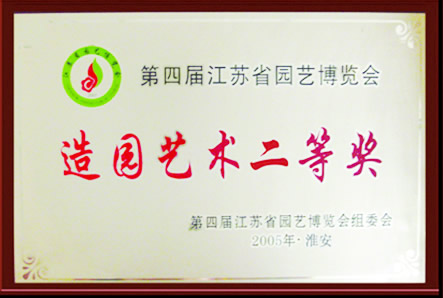 第四届江苏省园艺博览会
造园艺术二等奖
第四届江苏省园艺博览会组委会
2005年·淮安